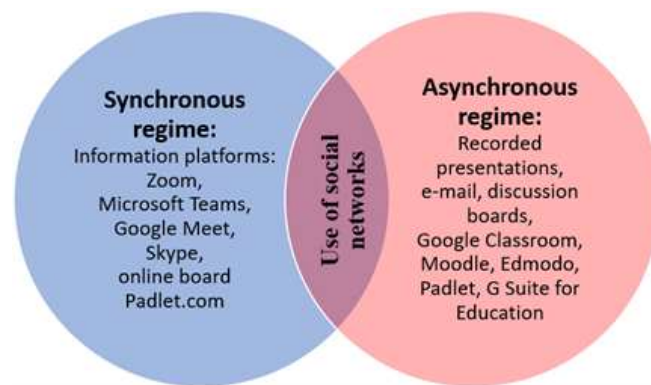 Synchronous
regime:
Information platforms:
Zoom,
Microsoft Teams,
Google Meet,
Skype,
online board
Padlet.com
Use of social
networks
Asynchronous
regime:
Recorded
presentations,
e-mail, discussion
boards,
Google Classroom,
Moodle, Edmodo,
Padlet, G Suite for
Education